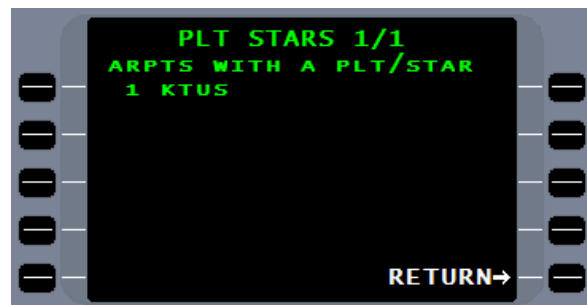 PLT STARS 1/1
ARPTS WITH A PLT/STAR
1 KTUS
RETURN→